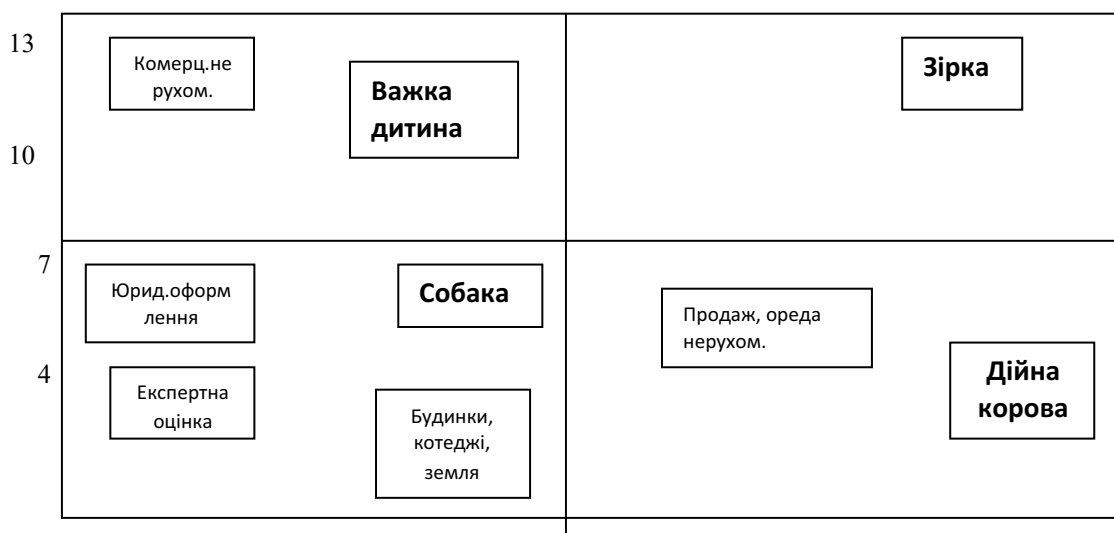 13
Комерц.не
рухом.
Важка
дитина
Зірка
10
7
Юрид.оформ
лення
Собака
Продаж, ореда
нерухом.
4
Експертна
оцінка
Будинки,
котеджі,
земля
Дійна
корова